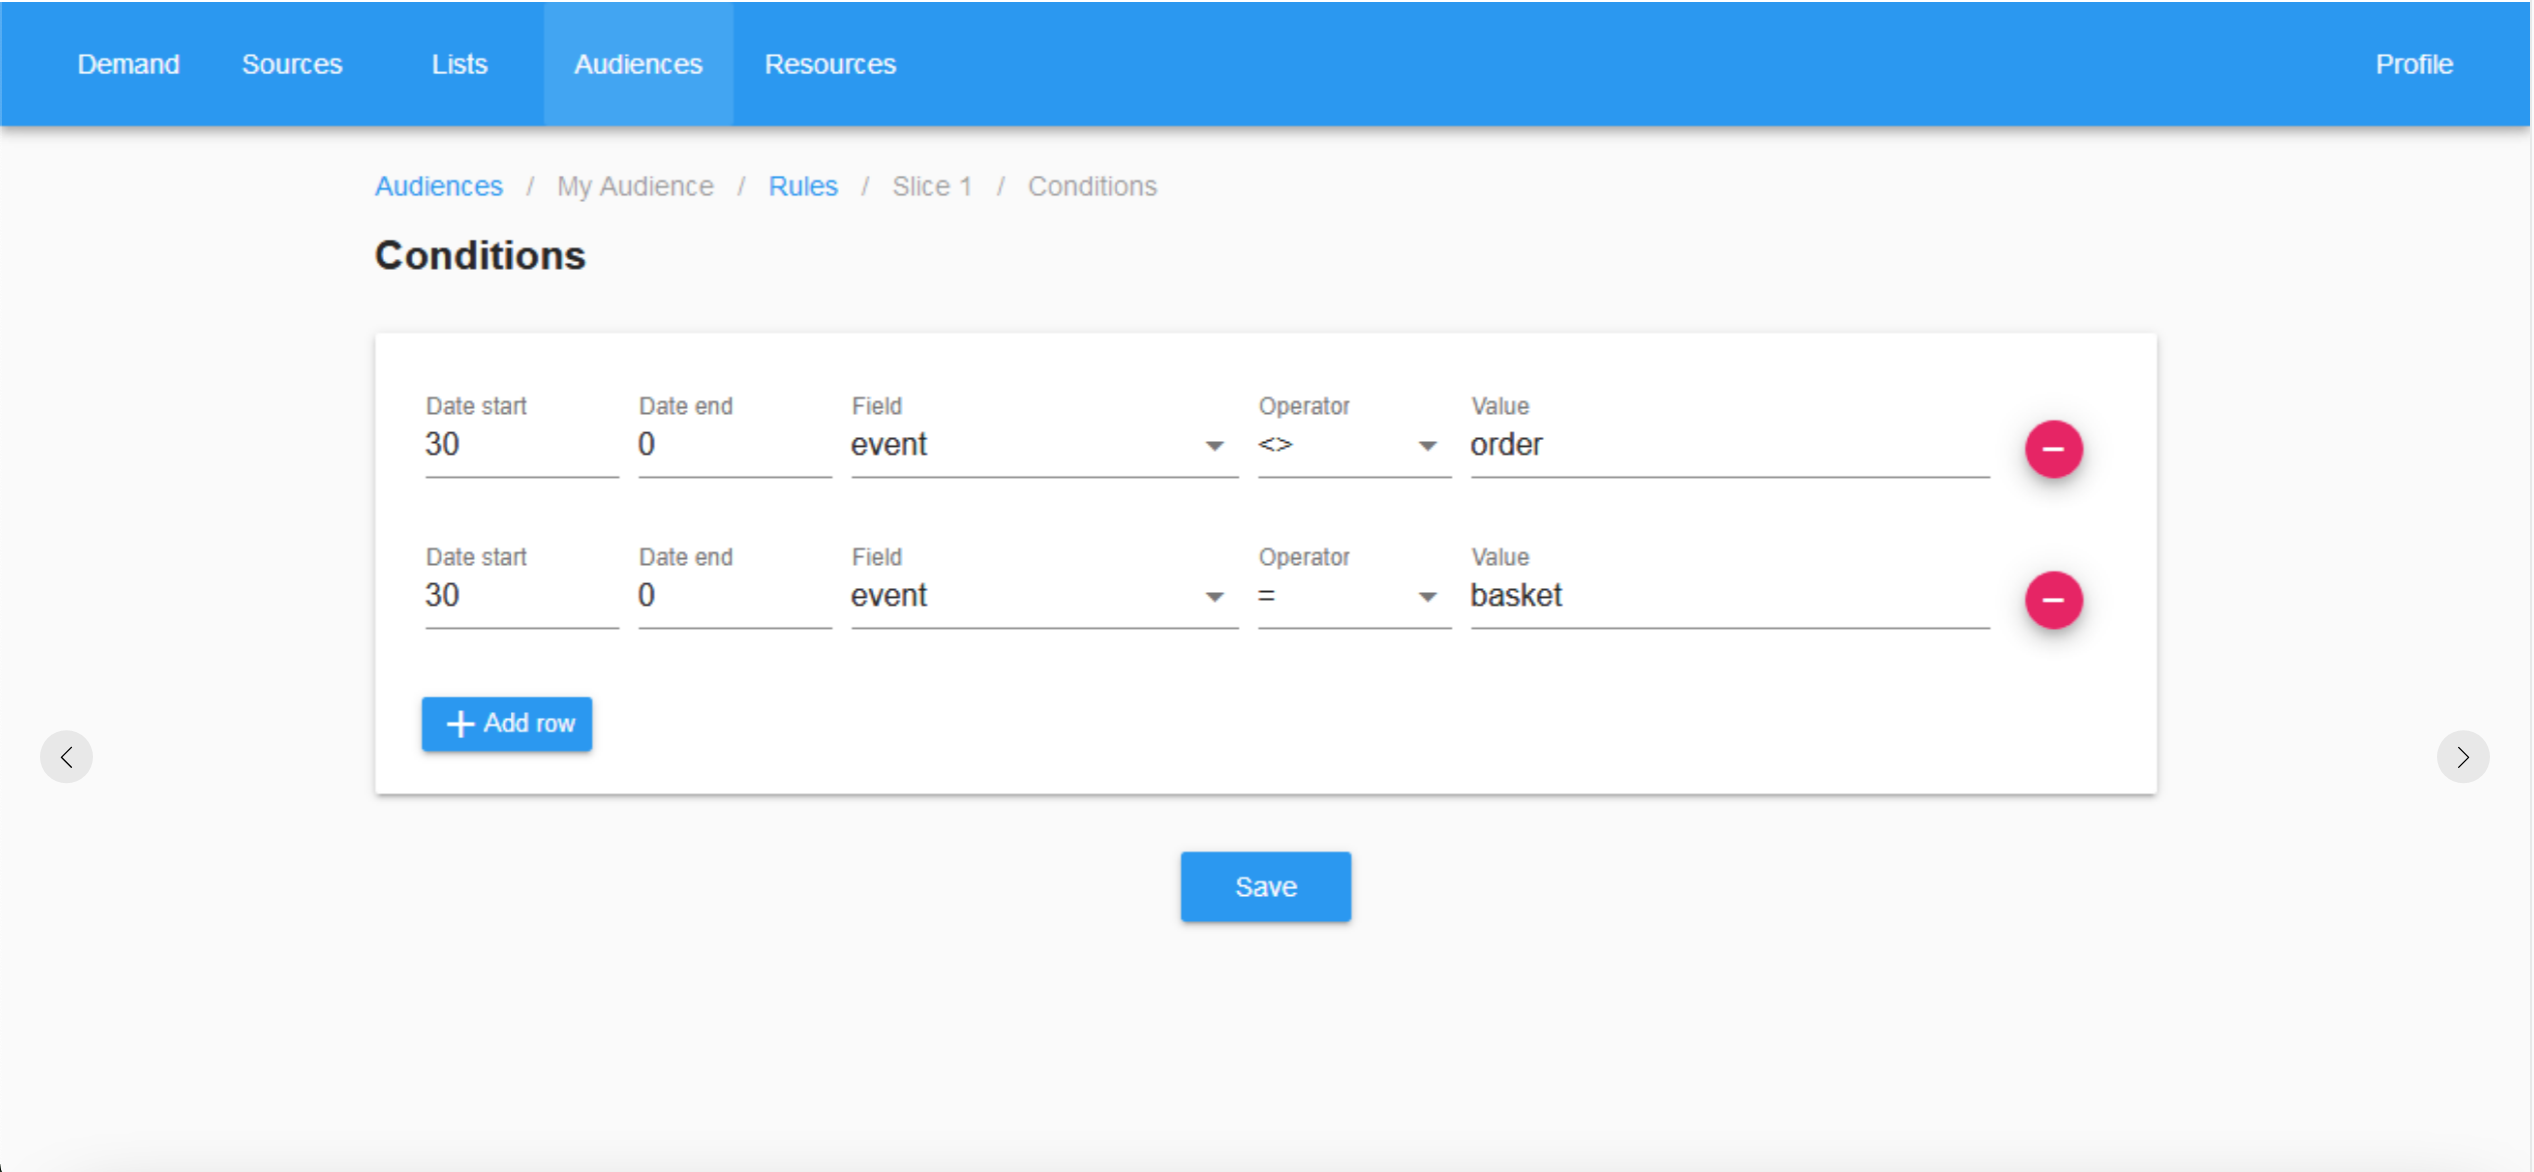 Demand Sources Lists Audiences Resources Profile
Audiences / My Audience / Rules / Slice 1 / Conditions
Conditions
Date start Date end Field Operator Value
30 0 event <> order
Date start Date end Field Operator Value
30 0 event = basket
+ Add row
Save